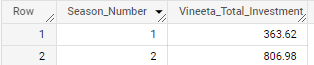 Row Season_Number Vineeta_Total_Investment
1 1 363.62
2 2 806.98